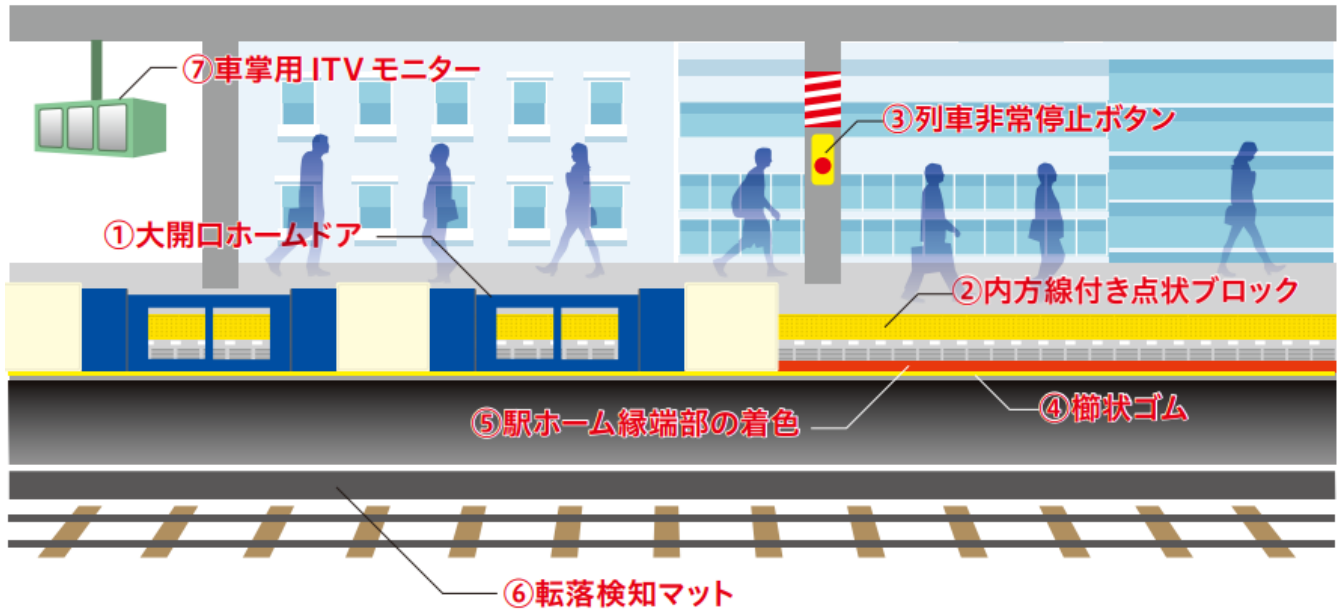 ⑦車掌用 ITV モニター
③列車非常停止ボタン
①大開口ホームドア
②内方線付き点状ブロック
④櫛状ゴム
⑤駅ホーム縁端部の着色
⑥転落検知マット